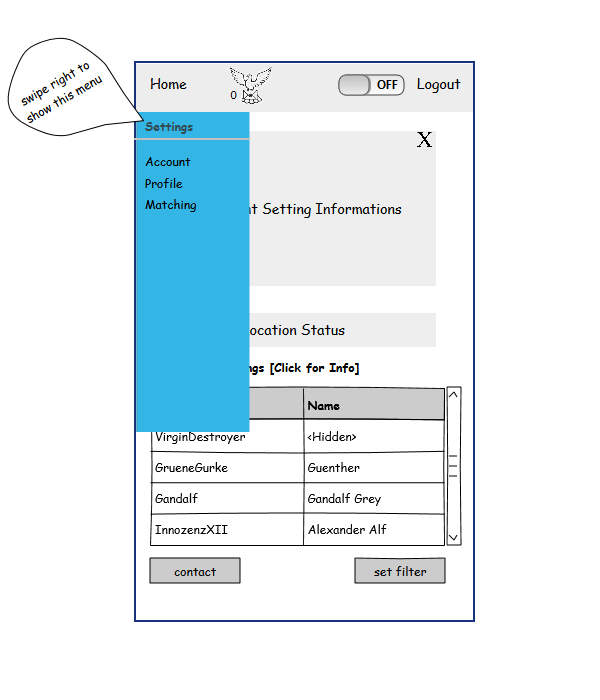 swipe right to
show this menu
Home
0
OFF
Logout
Settings
X
Account
Profile
Matching
t Setting Informations
ocation Status
ngs [Click for Info]
Name
VirginDestroyer <Hidden>
GrueneGurke Guenther
Gandalf Gandalf Grey
InnozenzXII Alexander Alf
contact
set filter